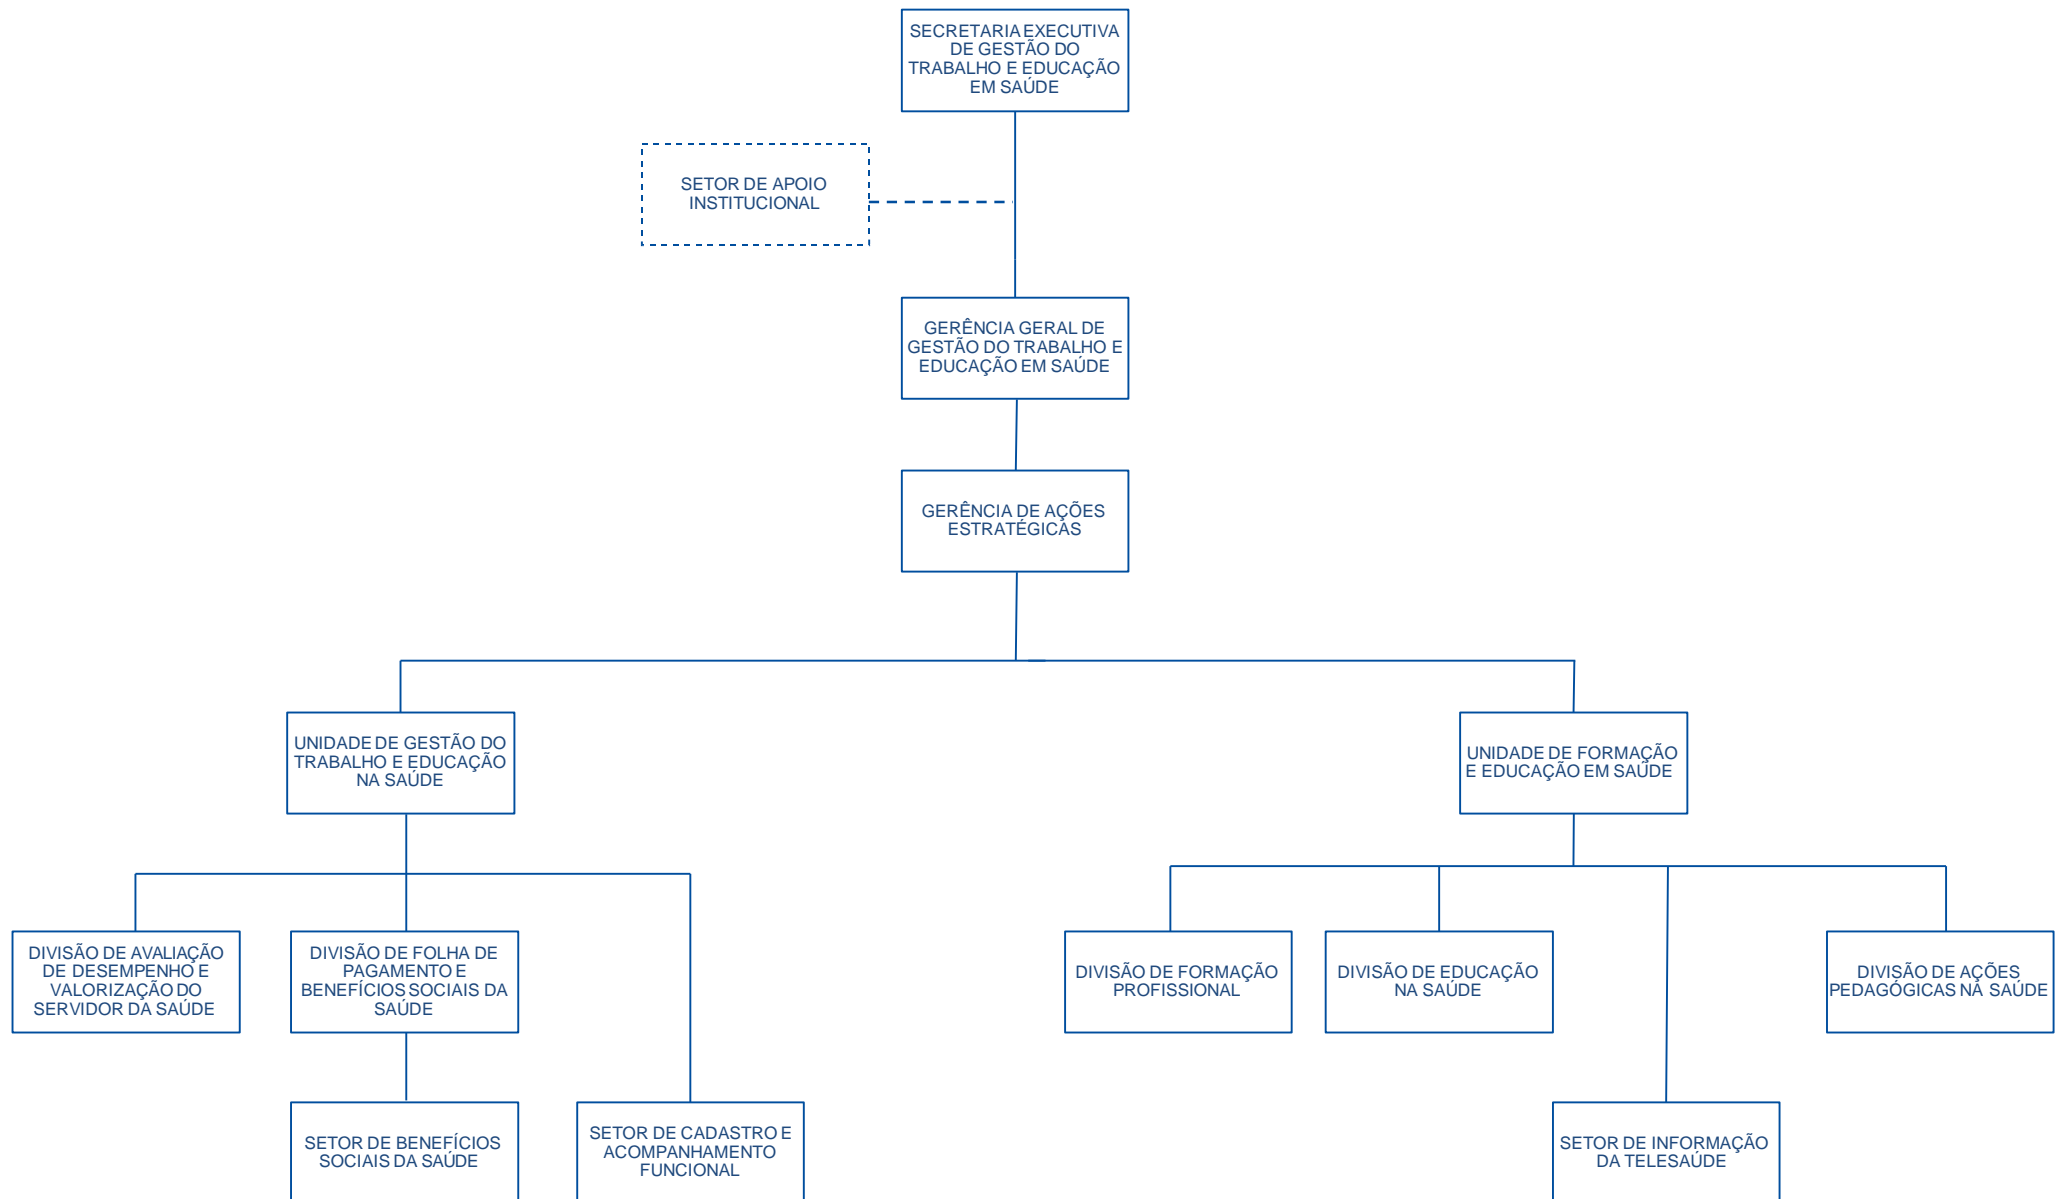 SECRETARIA EXECUTIVA
DE GESTÃO DO
TRABALHO E EDUCAÇÃO
EM SAÚDE
SETOR DE APOIO
INSTITUCIONAL
GERÊNCIA GERAL DE
GESTÃO DO TRABALHO E
EDUCAÇÃO EM SAÚDE
GERÊNCIA DE AÇÕES
ESTRATÉGICAS
UNIDADE DE GESTÃO DO
TRABALHO E EDUCAÇÃO
NA SAÚDE
UNIDADE DE FORMAÇÃO
E EDUCAÇÃO EM SAÚDE
DIVISÃO DE AVALIAÇÃO
DE DESEMPENHO E
VALORIZAÇÃO DO
SERVIDOR DA SAÚDE
DIVISÃO DE FOLHA DE
PAGAMENTO E
BENEFÍCIOS SOCIAIS DA
SAÚDE
DIVISÃO DE FORMAÇÃO
PROFISSIONAL
DIVISÃO DE EDUCAÇÃO
NA SAÚDE
DIVISÃO DE AÇÕES
PEDAGÓGICAS NA SAÚDE
SETOR DE BENEFÍCIOS
SOCIAIS DA SAÚDE
SETOR DE CADASTRO E
ACOMPANHAMENTO
FUNCIONAL
SETOR DE INFORMAÇÃO
DA TELESAÚDE